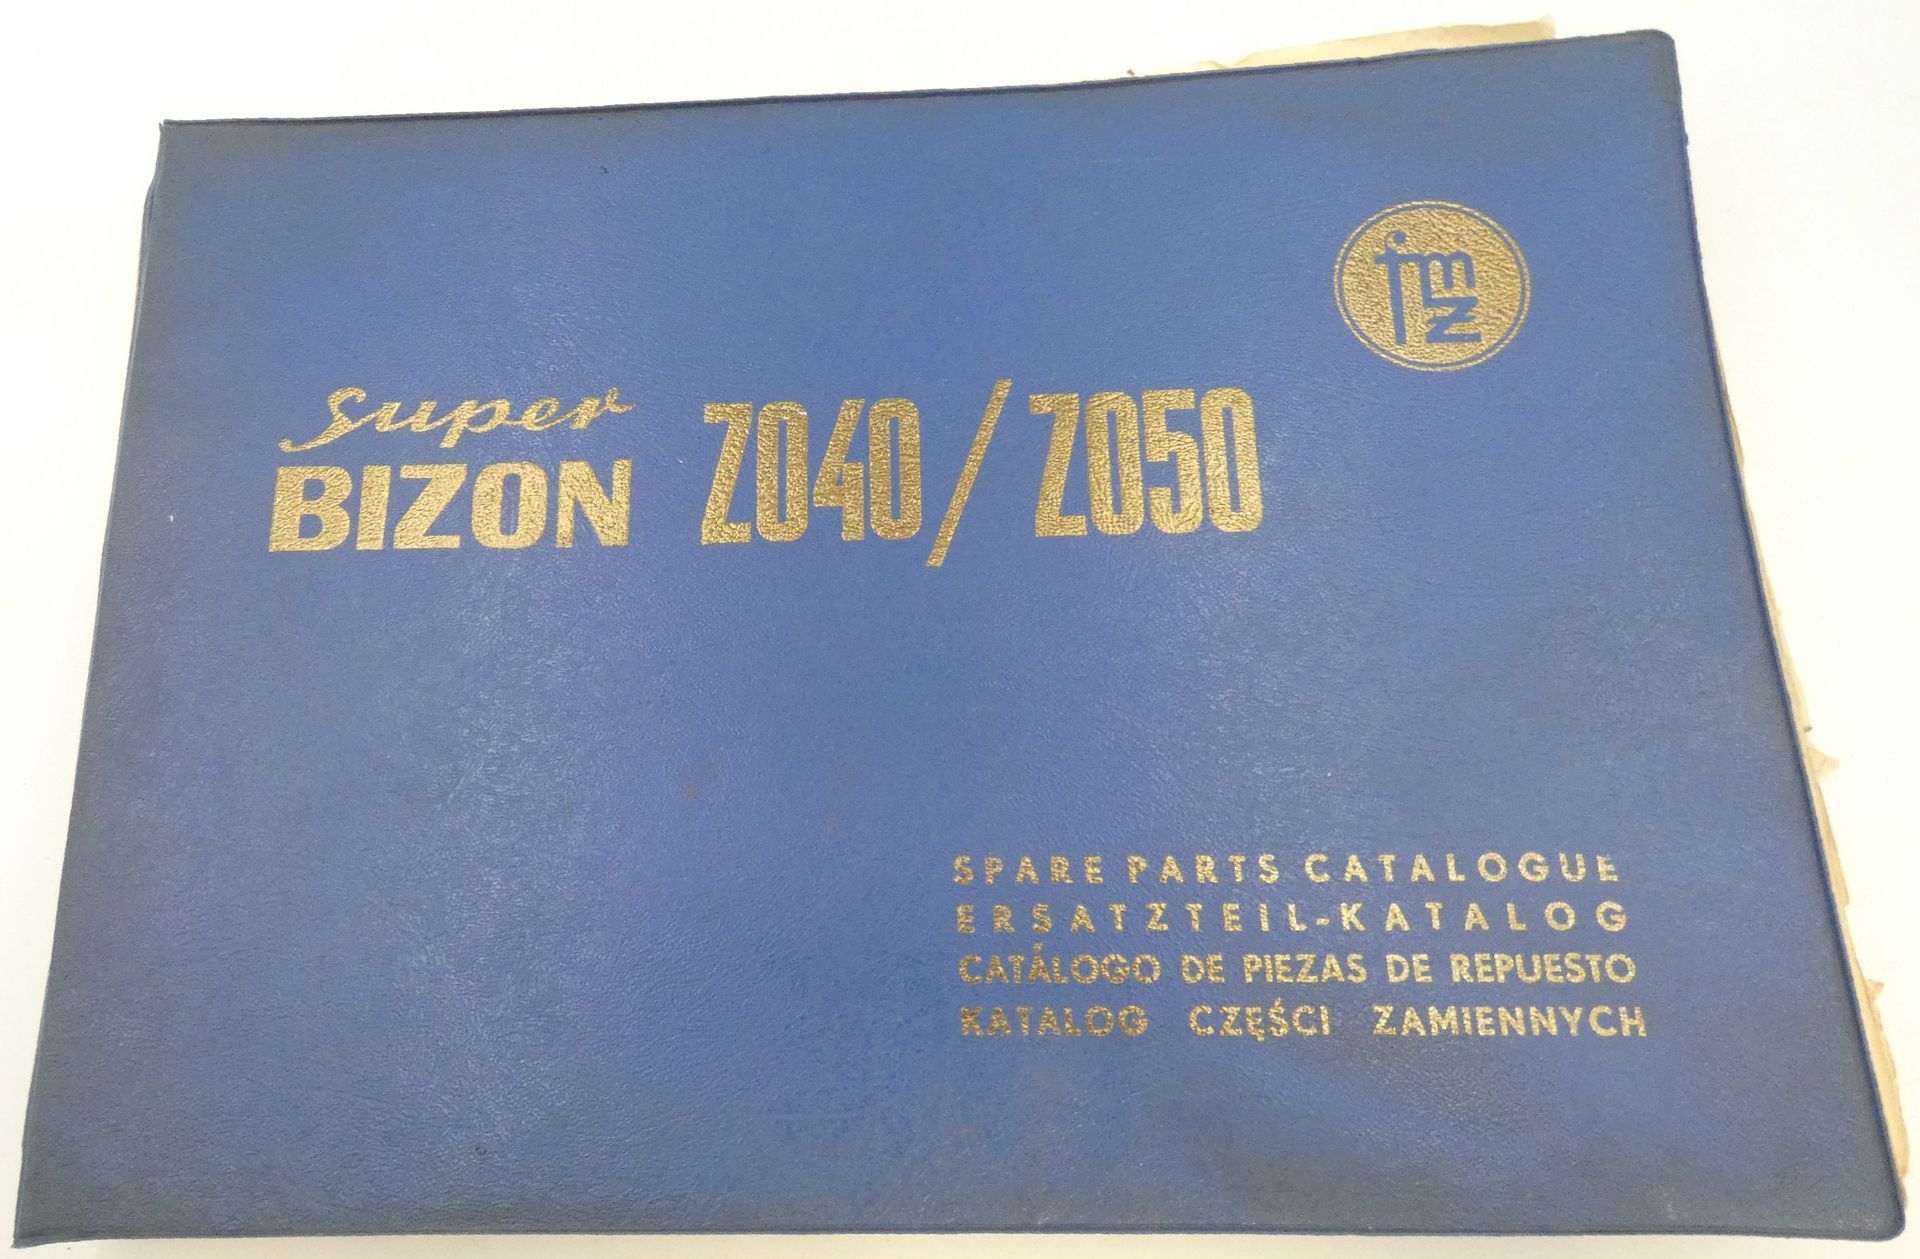 Super
BIZON Z040/Z050
SPARE PARTS CATALOGUE
ERSATZTEIL-KATALOG
CATÁLOGO DE PIEZAS DE REPUESTO
KATALOG CZĘŚCI ZAMIENNYCH